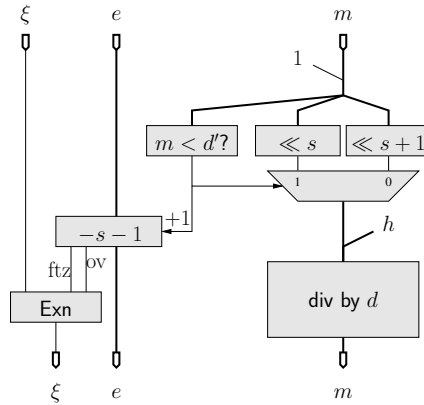 ξ e m
1
m < d′? ≪ s ≪ s + 1
1 0
+1
−s − 1
h
ftz ov
div by d
Exn
ξ e m